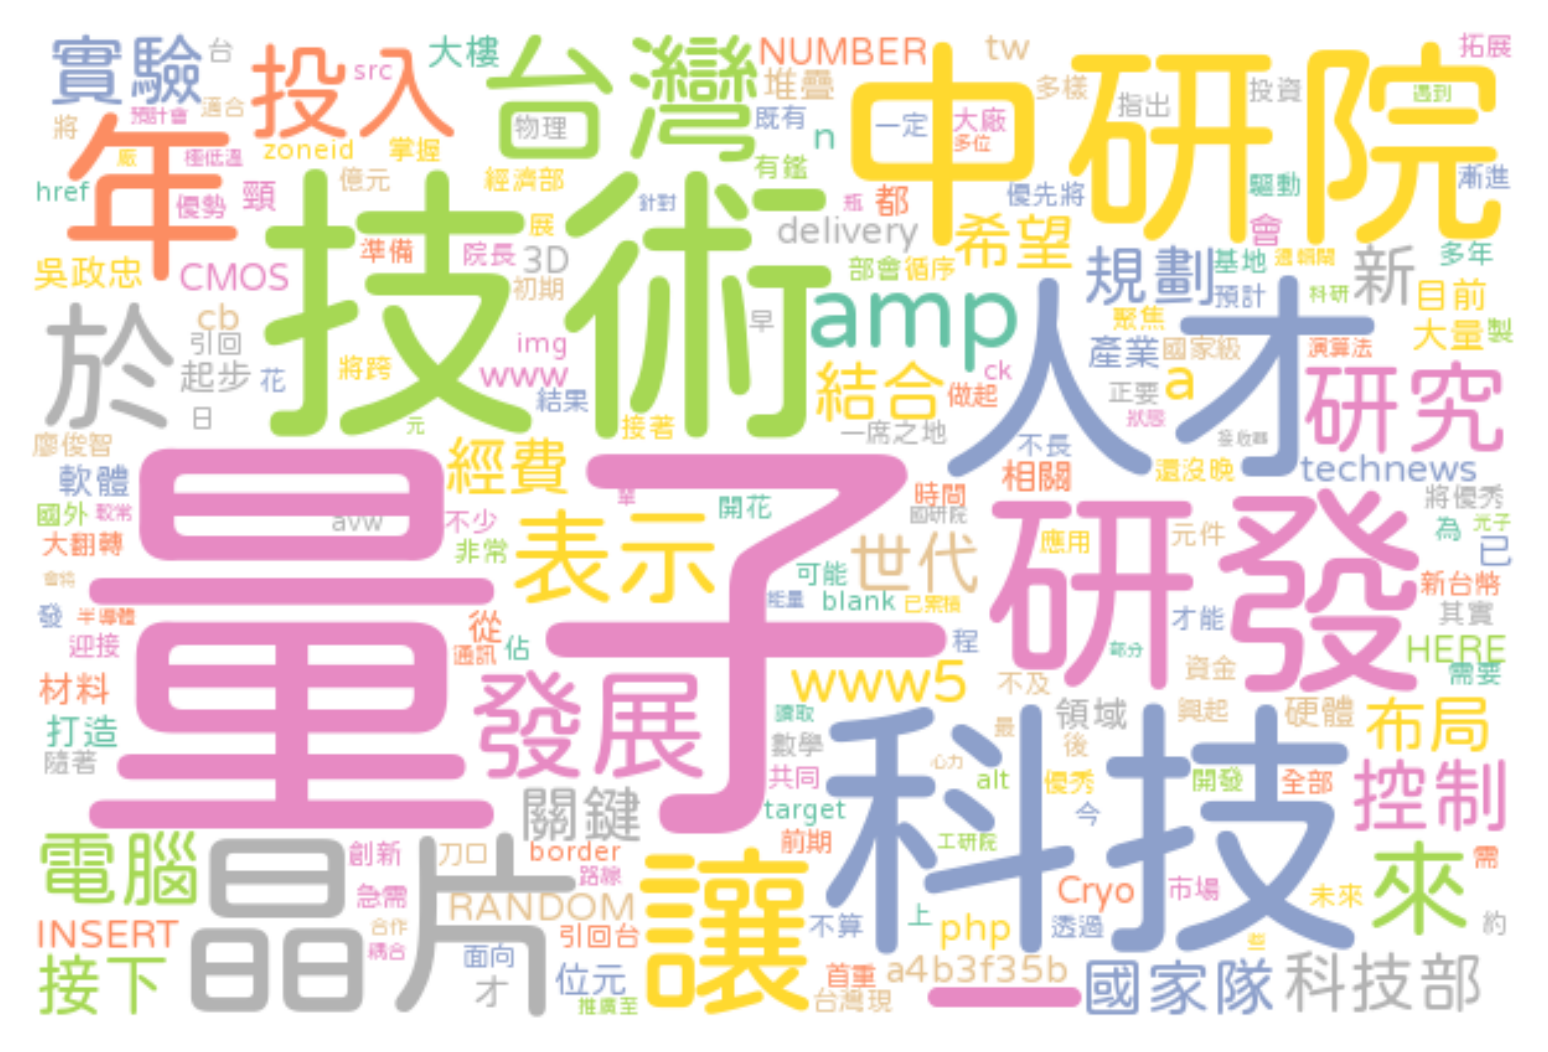 實驗
台
投入
src
大樓
台灣
NUMBER
tw
中研院
拓展
預計會
適合
堆疊
多樣
指出
投資
遇到
將
年
物理
既有
一定
大廠
多位
廠
極低溫
zoneid
掌握
n
有鑑
href
優勢
頸
億元
經濟部
針對
瓶
都
優先將
驅動
漸進
技術
展
delivery
希望
會
吳政忠
CMOS
準備
院長
3D
初期
部會
循序
規劃
基地
邏輯閘
新
多年
預計
科研
目前
於
cb
引回
起步
花
日
將跨
img
www
結果
早
amp
人才
聚焦
產業
國家級
演算法
大量
製
元
接著
結合
做起
ck
一席之地
正要
a
狀態
研究
廖俊智
軟體
經費
不長
接收器
相關
還沒晚
technews
量子
國外
較常
大翻轉
avw
不少
非常
單
開花
時間
國研院
研發
應用
元件
將優秀
為
元子
已
表示
可能
世代
能量
blank
已累積
新台幣
會特
發
半導體
迎接
從
通訊
佔
程
才能
部分
其實
HERE
需要
材料
打造
隨著
發展
www5
不及
資金
讀取
數學
共同
target
科技
最
領域
後
興起
硬體
布局
心力
alt
優秀
開發
全部
控制
關鍵
今
電腦
晶片
創新
急需
刀口
border
路線
讓
前期
工研院
來
需
INSERT
合作
耦合
RANDOM
引回台
不算
上
php
Cryo
透過
市場
未來
約
接下
面向
才
位元
推廣至
首重
台灣現
a4b3f35b
一
些
國家隊
科技部